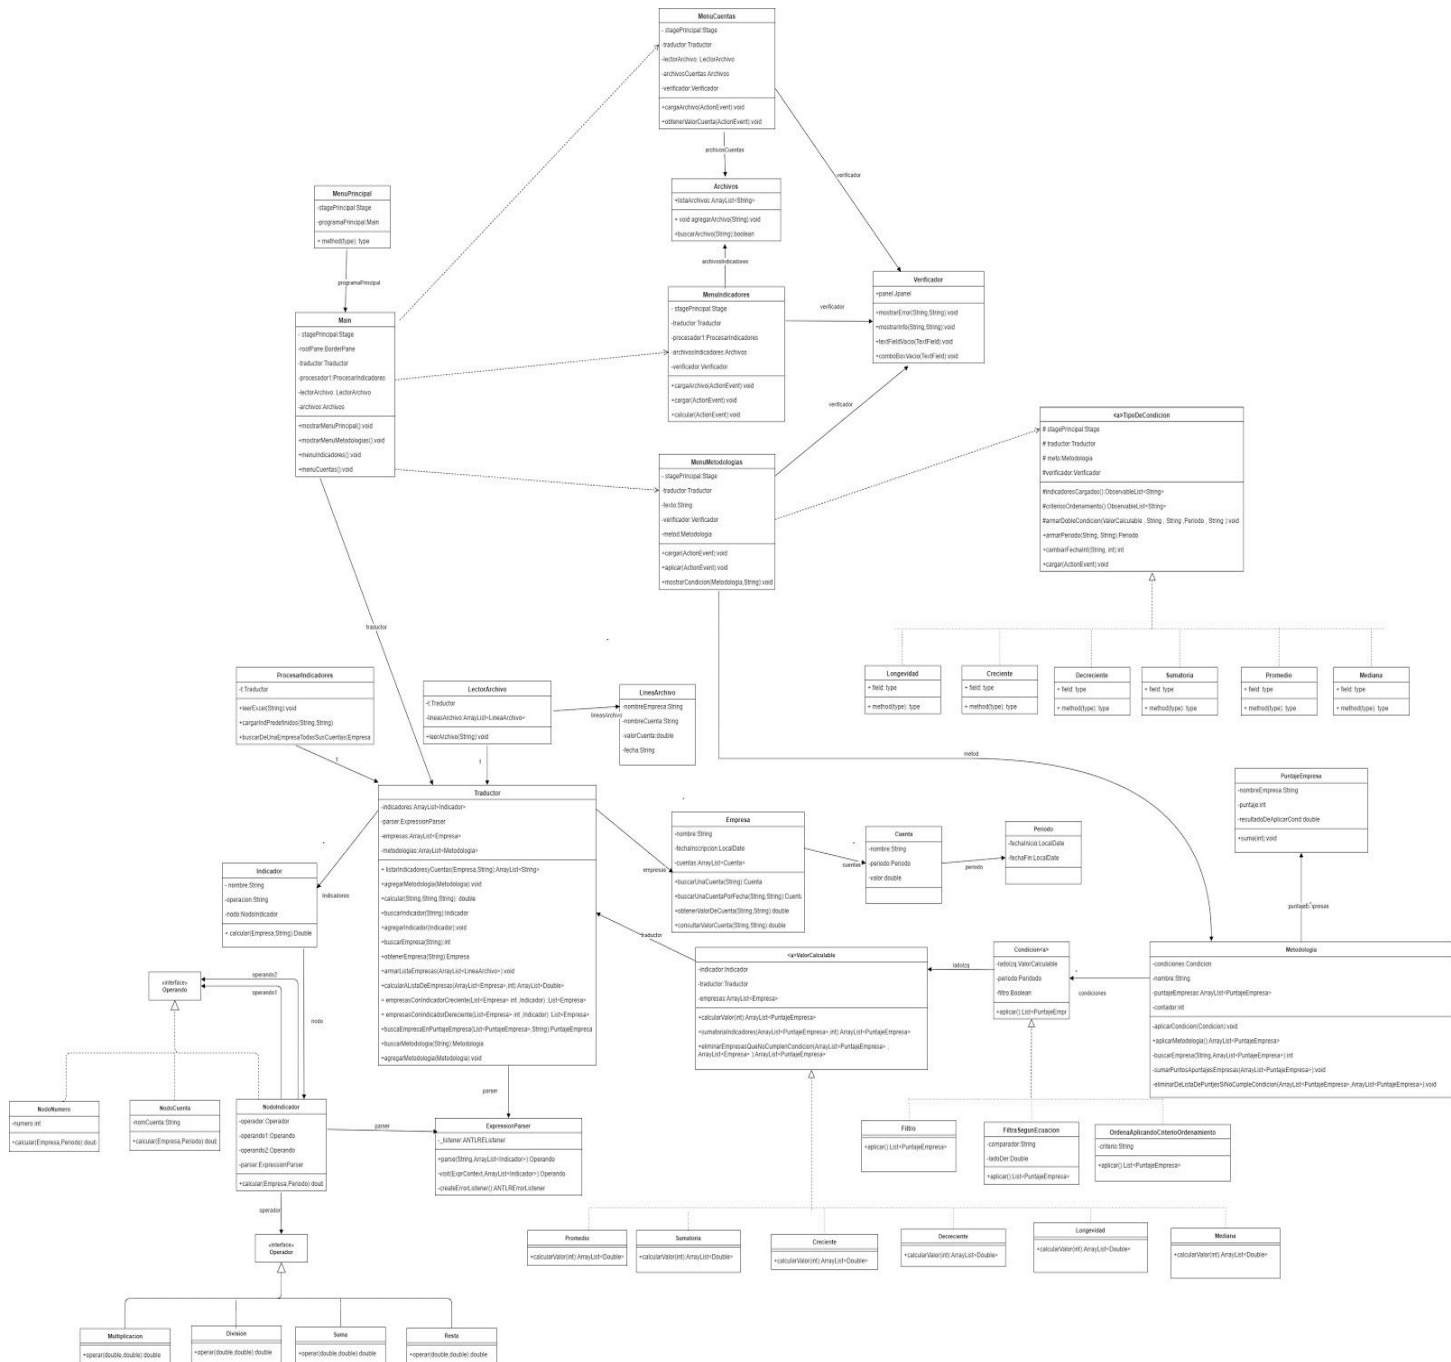 MenuCuentas
- stagePrincipal:Stage
-traductor:Traductor
-lectorArchivo: LectorArchivo
-archivosCuentas:Archivos
-verificador:Verificador
+cargaArchivo(ActionEvent):void
+obtenerValorCuenta(ActionEvent):void
archivosCuentas
verificador
Archivos
+listaArchivos:ArrayList<String>
+ void agregarArchivo(String):void
+buscarArchivo(String):boolean
archivosIndicadores
MenuPrincipal
-stagePrincipal:Stage
-programaPrincipal:Main
+ method(type): type
programaPrincipal
Main
- stagePrincipal:Stage
-rootPane:BorderPane
-traductor:Traductor
-procesador1:ProcesarIndicadores
-lectorArchivo: LectorArchivo
-archivos:Archivos
+mostrarMenuPrincipal():void
+mostrarMenuMetodologias():void
+menuIndicadores():void
+menuCuentas():void
MenuIndicadores
- stagePrincipal:Stage
-traductor:Traductor
-procesador1:ProcesarIndicadores
-archivosIndicadores:Archivos
-verificador:Verificador
+cargaArchivo(ActionEvent):void
+cargar(ActionEvent):void
+calcular(ActionEvent):void
verificador
Verificador
+panel:Jpanel
+mostrarError(String,String):void
+mostrarInfo(String,String):void
+textFieldVacio(TextField):void
+comboBoxVacio(TextField):void
verificador
MenuMetodologias
- stagePrincipal:Stage
-traductor:Traductor
-texto:String
-verificador:Verificador
-metod:Metodologia
+cargar(ActionEvent):void
+aplicar(ActionEvent):void
+mostrarCondicion(Metodologia,String):void
<a>TipoDeCondicion
# stagePrincipal:Stage
# traductor:Traductor
# meto:Metodologia
#verificador:Verificador
#indicadoresCargados():ObservableList<String>
#criteriosOrdenamiento():ObservableList<String>
#armarDobleCondicion(ValorCalculable , String , String ,Periodo , String ):void
+armarPeriodo(String, String):Periodo
+cambiarFechaInt(String, int):int
+cargar(ActionEvent):void
Longevidad
+ field: type
+ method(type): type
Creciente
+ field: type
+ method(type): type
Decreciente
+ field: type
+ method(type): type
Sumatoria
+ field: type
+ method(type): type
Promedio
+ field: type
+ method(type): type
Mediana
+ field: type
+ method(type): type
traductor
metod
ProcesarIndicadores
-t:Traductor
+leerExcel(String):void
+cargarIndPredefinidos(String,String)
+buscarDeUnaEmpresaTodasSusCuentas(Empresa
t
LectorArchivo
-t:Traductor
-lineasArchivo:ArrayList<LineaArchivo>
+leerArchivo(String):void
t
lineasArchivo
LineaArchivo
-nombreEmpresa:String
-nombreCuenta:String
-valorCuenta:double
-fecha:String
Traductor
-indicadores:ArrayList<Indicador>
-parser:ExpressionParser
-empresas:ArrayList<Empresa>
-metodologias:ArrayList<Metodologia>
+ listarIndicadoresyCuentas(Empresa,String):ArrayList<String>
+agregarMetodologia(Metodologia):void
+calcular(String,String,String): :double
+buscarIndicador(String):Indicador
+agregarIndicador(Indicador):void
+buscarEmpresa(String):int
+obtenerEmpresa(String):Empresa
+armarListaEmpresas(ArrayList<LineaArchivo>):void
+calcularAListaDeEmpresas(ArrayList<Empresa>,int):ArrayList<Double>
+ empresasConIndicadorCreciente(List<Empresa> int ,Indicador) :List<Empresa>
+ empresasConIndicadorDereciente(List<Empresa> int ,Indicador) :List<Empresa>
+buscaEmpresaEnPuntajeEmpresa(List<PuntajeEmpresa>,String):PuntajeEmpresa
+buscarMetodologia(String):Metodologia
+agregarMetodologia(Metodologia):void
empresas
Empresa
-nombre:String
-fechaInscripcion:LocalDate
-cuentas:ArrayList<Cuenta>
+buscarUnaCuenta(String):Cuenta
+buscarUnaCuentaPorFecha(String,String):Cuenta
+obtenerValorDeCuenta(String,String):double
+consultarValorCuenta(String,String):double
cuentas
Cuenta
-nombre:String
-periodo:Periodo
-valor:double
periodo
Periodo
-fechaInicio:LocalDate
-fechaFin:LocalDate
PuntajeEmpresa
-nombreEmpresa:String
-puntaje:int
-resultadoDeAplicarCond:double
+suma(int):void
puntajeEmpresas
Indicadores
Indicador
- nombre:String
-operacion:String
-nodo:NodoIndicador
+ calcular(Empresa,String):Double
traductor
<a>ValorCalculable
-indicador:Indicador
-traductor:Traductor
-empresas:ArrayList<Empresa>
+calcularValor(int):ArrayList<PuntajeEmpresa>
+sumatoriaIndicadores(ArrayList<PuntajeEmpresa>,int):ArrayList<PuntajeEmpresa>
+eliminarEmpresasQueNoCumplenCondicion(ArrayList<PuntajeEmpresa> ,
ArrayList<Empresa> ):ArrayList<PuntajeEmpresa>
ladoIzq
Condicion<a>
-ladoIzq:ValorCalculable
-periodo:Peridodo
-filtro:Boolean
+aplicar():List<PuntajeEmpr
*
condiciones
Metodologia
-condiciones:Condicion
-nombre:String
-puntajeEmpresas:ArrayList<PuntajeEmpresa>
-contador:int
-aplicarCondicion(Condicion):void
+aplicarMetodologia():ArrayList<PuntajeEmpresa>
-buscarEmpresa(String,ArrayList<PuntajeEmpresa>):int
-sumarPuntosApuntajesEmpresas(ArrayList<PuntajeEmpresa>):void
-eliminarDeListaDePuntjesSiNoCumpleCondicion(ArrayList<PuntajeEmpresa>,ArrayList<PuntajeEmpresa>):void
«interface»
Operando
operando2
operando1
nodo
NodoNumero
-numero:int
+calcular(Empresa,Periodo):doubl
NodoCuenta
-nomCuenta:String
+calcular(Empresa,Periodo):doubl
NodoIndicador
-operador:Operador
-operando1:Operando
-operando2:Operando
-parser:ExpressionParser
+calcular(Empresa,Periodo):doubl
parser
parser
ExpressionParser
-_listener:ANTLRELIstener
+parse(String,ArrayList<Indicador>):Operando
-visit(ExprContext,ArrayList<Indicador>):Operando
-createErrorListener():ANTLRErrorListener
Filtro
+aplicar():List<PuntajeEmpresa>
FiltraSegunEcuacion
-comparador:String
-ladoDer:Double
+aplicar():List<PuntajeEmpresa>
OrdenaAplicandoCriterioOrdenamiento
-criterio:String
+aplicar():List<PuntajeEmpresa>
operador
«interface»
Operador
Promedio
+calcularValor(int):ArrayList<Double>
Sumatoria
+calcularValor(int):ArrayList<Double>
Creciente
+calcularValor(int):ArrayList<Double>
Decreciente
+calcularValor(int):ArrayList<Double>
Longevidad
+calcularValor(int):ArrayList<Double>
Mediana
+calcularValor(int):ArrayList<Double>
Multiplicacion
+operar(double,double):double
Division
+operar(double,double):double
Suma
+operar(double,double):double
Resta
+operar(double,double):double